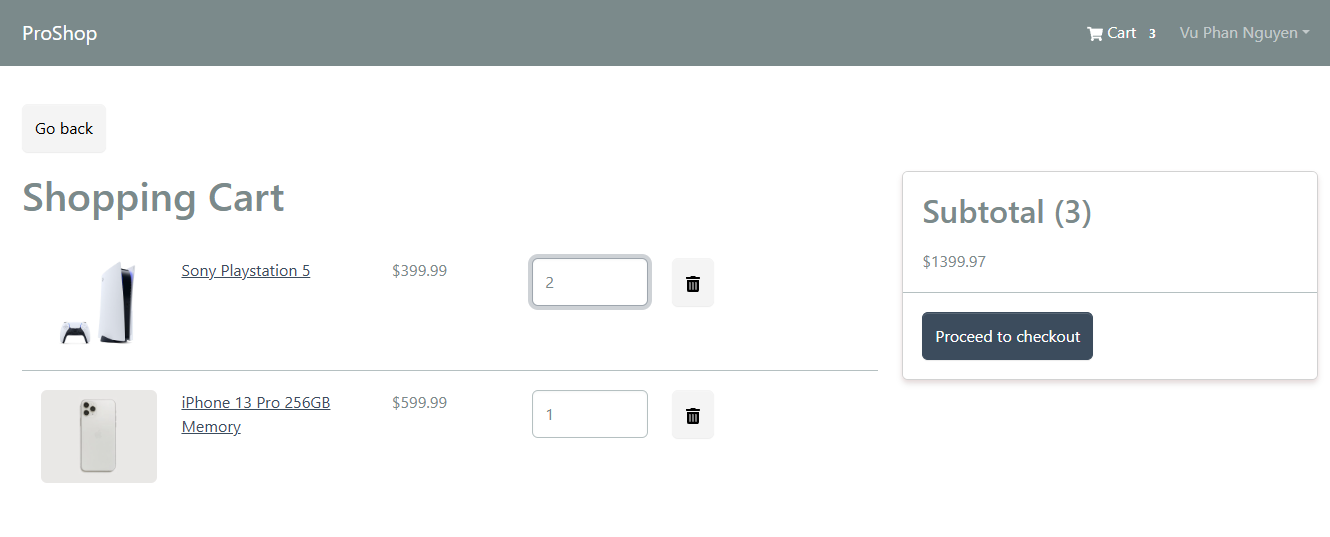 ProShop
Cart 3
Vu Phan Nguyen
Go back
Shopping Cart
Sony Playstation 5
$399.99
2
iPhone 13 Pro 256GB
Memory
$599.99
1
Subtotal (3)
$1399.97
Proceed to checkout